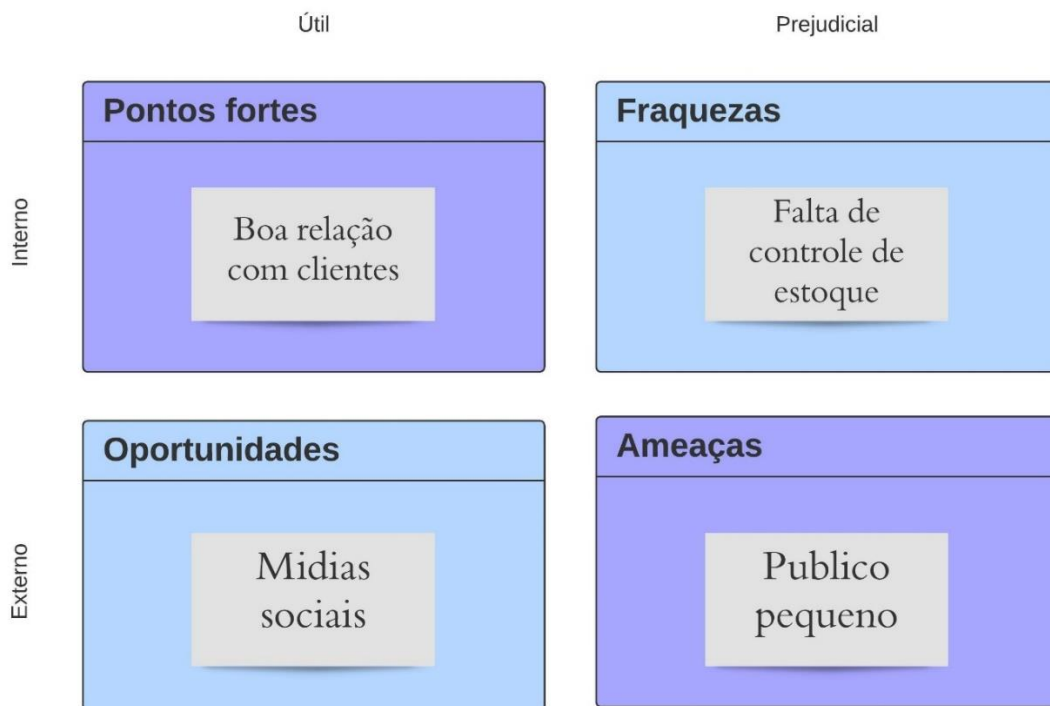 Útil
Prejudicial
Pontos fortes
Fraquezas
Interno
Boa relação
com clientes
Falta de
controle de
estoque
Oportunidades
Ameaças
Externo
Midias
sociais
Publico
pequeno